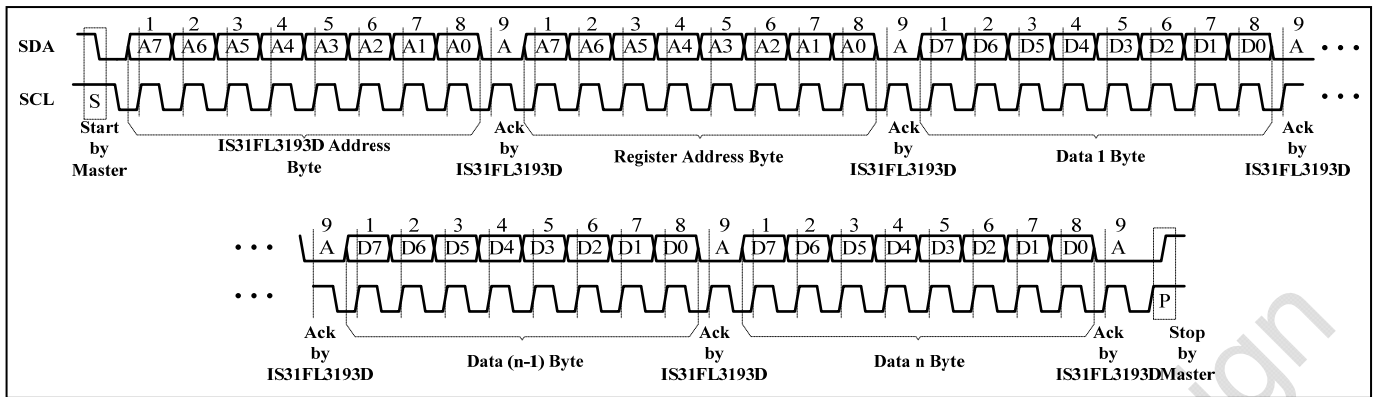 1 2 3 4 5 6 7 8 9 1 2 3 4 5 6 7 8 9 1 2 3 4 5 6 7 8 9
SDA A7 A6 A5 A4 A3 A2 A1 A0 A A7 A6 A5 A4 A3 A2 A1 A0 A D7 D6 D5 D4 D3 D2 D1 D0 A • • •
SCL S • • •
Start by Master
IS31FL3193D Address Byte
Ack by IS31FL3193D
Register Address Byte
Ack by IS31FL3193D
Data 1 Byte
Ack by IS31FL3193D
9 1 2 3 4 5 6 7 8 9 1 2 3 4 5 6 7 8 9
• • • A D7 D6 D5 D4 D3 D2 D1 D0 A D7 D6 D5 D4 D3 D2 D1 D0 A
• • • P
Ack by IS31FL3193D
Data (n-1) Byte
Ack by IS31FL3193D
Data n Byte
Ack by IS31FL3193D
Stop by Master